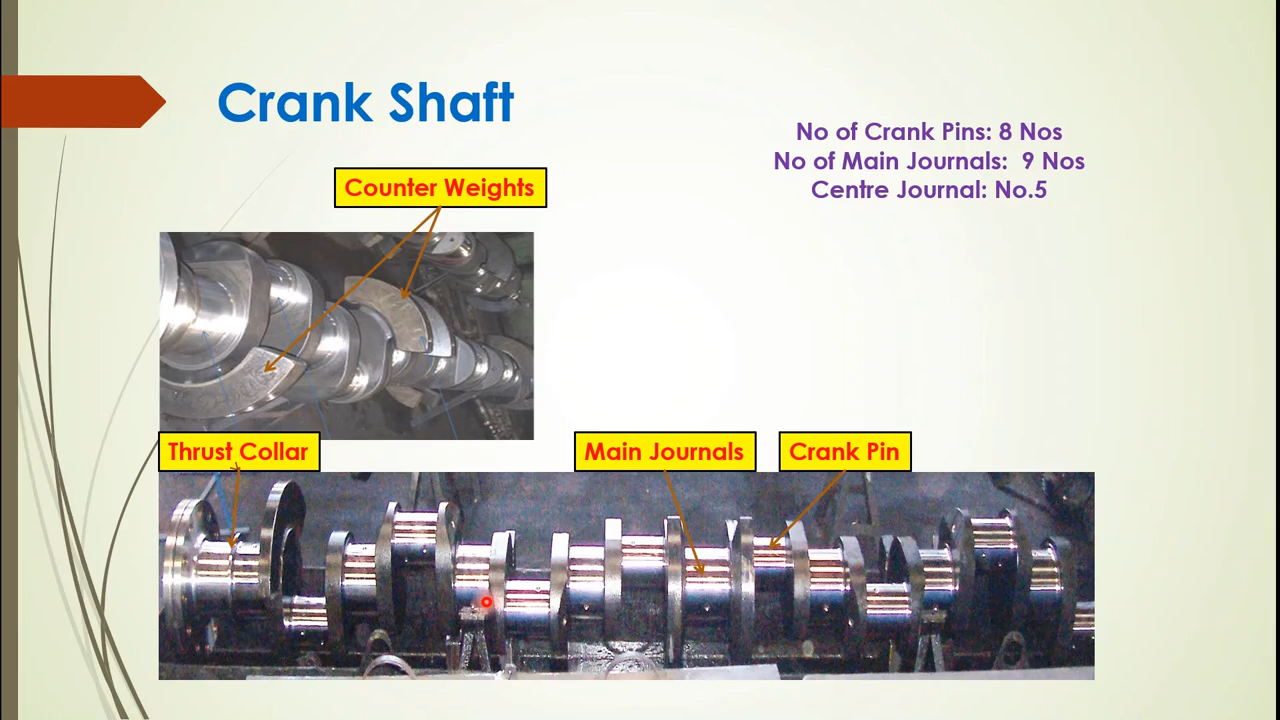 Crank Shaft
No of Crank Pins: 8 Nos
No of Main Journals: 9 Nos
Centre Journal: No.5
Counter Weights
Thrust Collar
Main Journals
Crank Pin